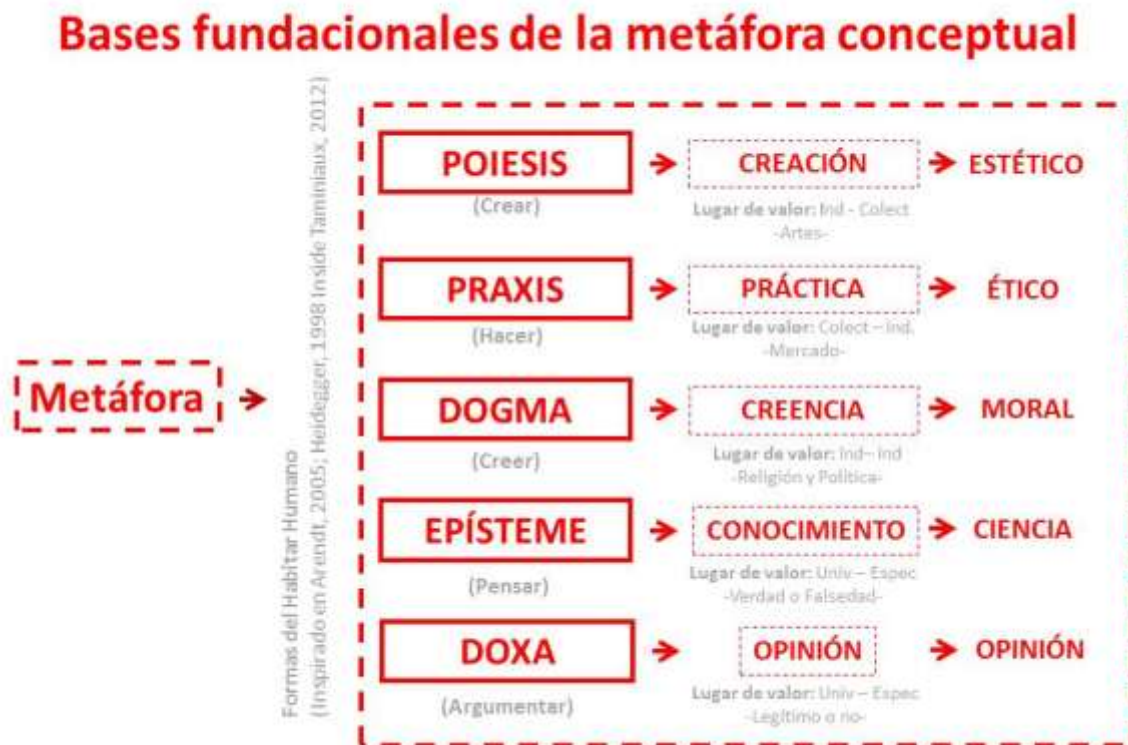 Bases fundacionales de la metáfora conceptual
Metáfora
Formas del Habitar Humano
(Inspirado en Arendt, 2005; Heidegger, 1998 Inside Taminiaux, 2012)
POIESIS
(Crear)
CREACIÓN
Lugar de valor: Ind - Colect
-Artes-
ESTÉTICO
PRAXIS
(Hacer)
PRÁCTICA
Lugar de valor: Colect – Ind.
-Mercado-
ÉTICO
DOGMA
(Creer)
CREENCIA
Lugar de valor: Ind– Ind
-Religión y Política-
MORAL
EPÍSTEME
(Pensar)
CONOCIMIENTO
Lugar de valor: Univ – Espec
-Verdad o Falsedad-
CIENCIA
DOXA
(Argumentar)
OPINIÓN
Lugar de valor: Univ – Espec
-Legítimo o no-
OPINIÓN